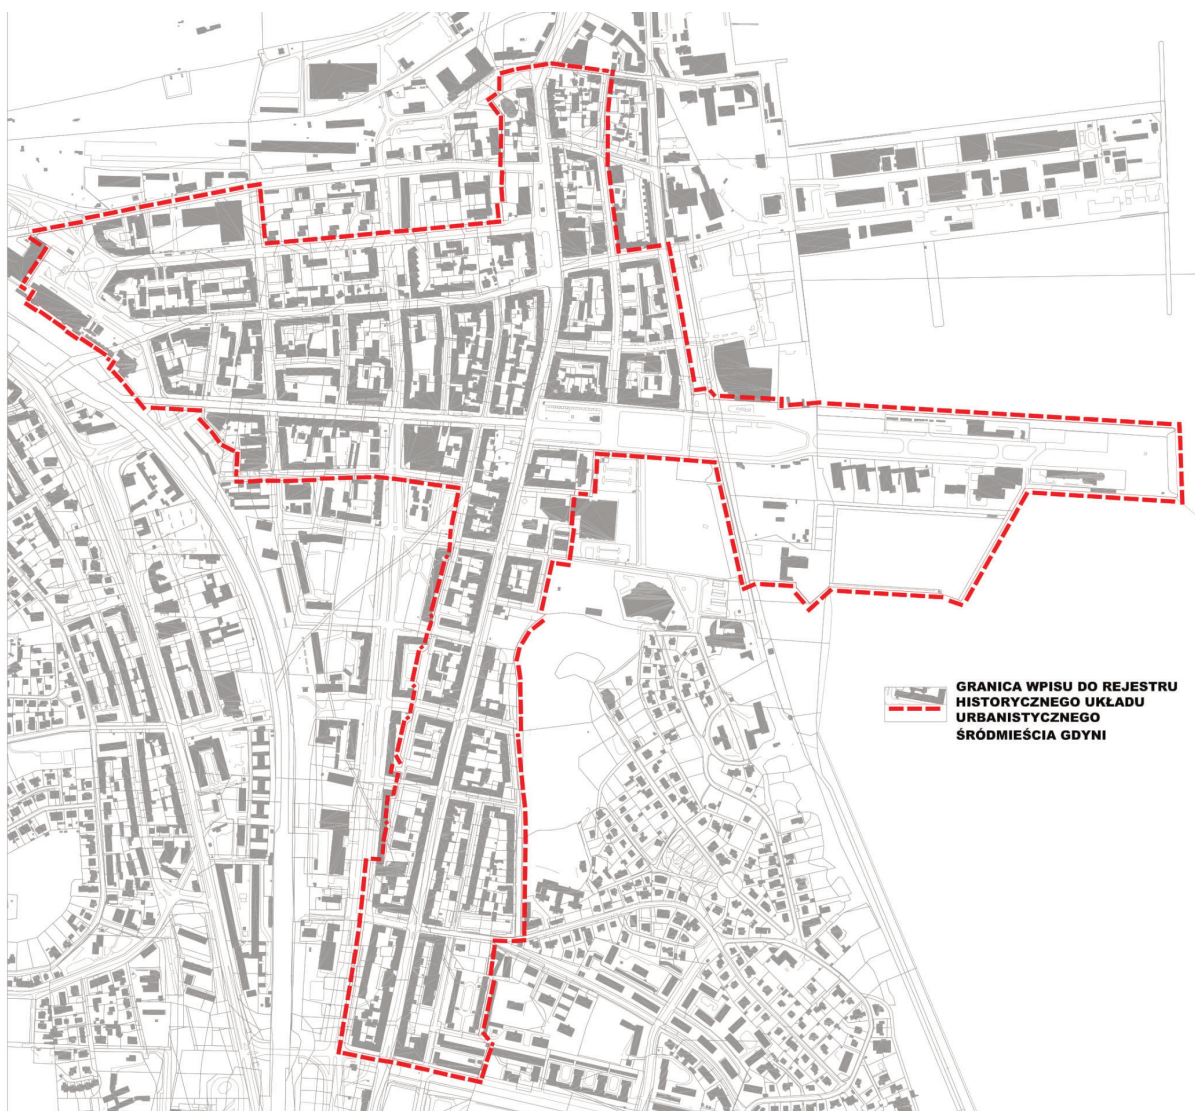 GRANICA WPISU DO REJESTRU
HISTORYCZNEGO UKŁADU
URBANISTYCZNEGO
ŚRÓDMIEŚCIA GDYNI